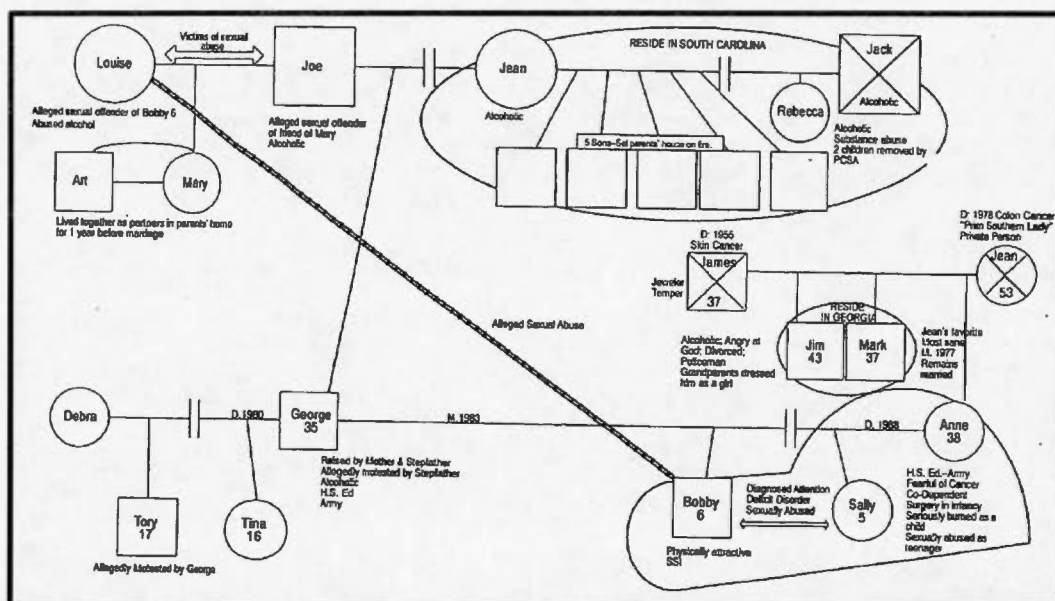 Victims of sexual
abuse
Louise
Joe
Alleged sexual offender of Bobby 6
Abused alcohol
Alleged sexual offender
of friend of Mary
Alcoholic
Art
Mary
Lived together as partners in parents' home
for 1 year before marriage
RESIDE IN SOUTH CAROLINA
Jean
Alcoholic
Jack
Alcoholic
Rebecca
Alcoholic
Substance abuse
2 children removed by
PCSA
5 Sons–Set parents' house on fire.
D- 1955
Skin Cancer
James
37
Jeweler
Temper
D- 1978 Colon Cancer
"Prim Southern Lady"
Private Person
Jean
53
RESIDE
IN GEORGIA
Jim
43
Mark
37
Alcoholic; Angry at
God; Divorced;
Policeman
Grandparents dressed
him as a girl
Jean's favorite
Most sane
M. 1977
Remains
married
Alleged Sexual Abuse
Debra
D. 1980
George
35
M. 1983
D. 1988
Anne
38
Raised by Mother & Stepfather
Allegedly molested by Stepfather
Alcoholic
H.S. Ed
Army
Tory
17
Tina
16
Allegedly Molested by George
Bobby
6
Physically attractive
SSI
Diagnosed Attention
Deficit Disorder
Sexually Abused
Sally
5
H.S. Ed.–Army
Fearful of Cancer
Co-Dependent
Surgery in Infancy
Seriously burned as a
child
Sexually abused as
teenager